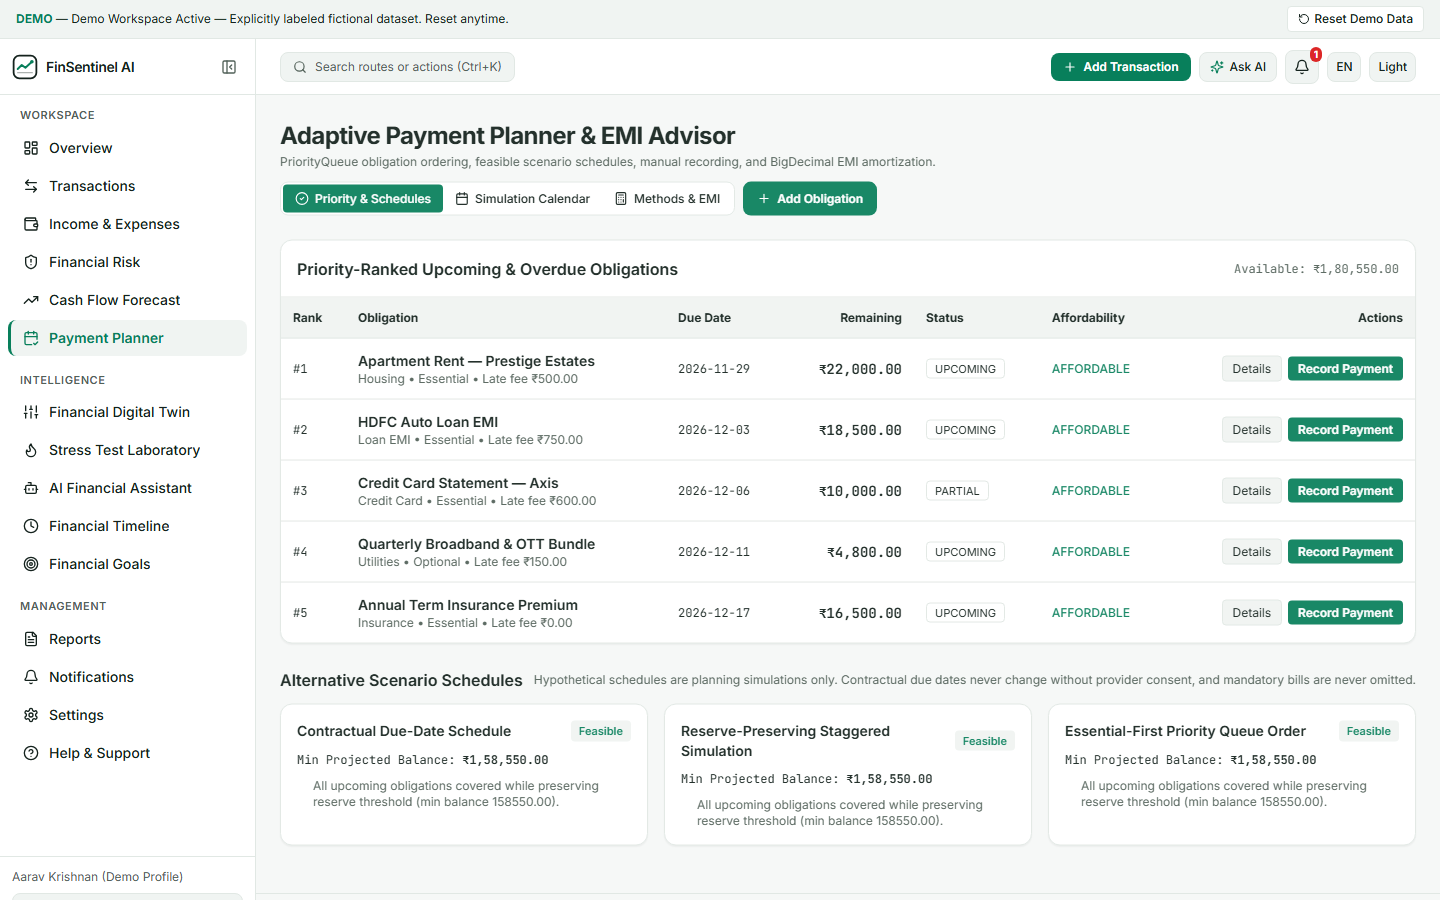 DEMO — Demo Workspace Active — Explicitly labeled fictional dataset. Reset anytime.
Reset Demo Data
FinSentinel AI
Search routes or actions (Ctrl+K)
Add Transaction
Ask AI
1
EN
Light
WORKSPACE
Overview
Transactions
Income & Expenses
Financial Risk
Cash Flow Forecast
Payment Planner
INTELLIGENCE
Financial Digital Twin
Stress Test Laboratory
AI Financial Assistant
Financial Timeline
Financial Goals
MANAGEMENT
Reports
Notifications
Settings
Help & Support
Aarav Krishnan (Demo Profile)
Adaptive Payment Planner & EMI Advisor
PriorityQueue obligation ordering, feasible scenario schedules, manual recording, and BigDecimal EMI amortization.
Priority & Schedules
Simulation Calendar
Methods & EMI
Add Obligation
Priority-Ranked Upcoming & Overdue Obligations
Available: ₹1,80,550.00
Rank Obligation Due Date Remaining Status Affordability Actions
#1 Apartment Rent — Prestige Estates 2026-11-29 ₹22,000.00 UPCOMING AFFORDABLE Details Record Payment
Housing • Essential • Late fee ₹500.00
#2 HDFC Auto Loan EMI 2026-12-03 ₹18,500.00 UPCOMING AFFORDABLE Details Record Payment
Loan EMI • Essential • Late fee ₹750.00
#3 Credit Card Statement — Axis 2026-12-06 ₹10,000.00 PARTIAL AFFORDABLE Details Record Payment
Credit Card • Essential • Late fee ₹600.00
#4 Quarterly Broadband & OTT Bundle 2026-12-11 ₹4,800.00 UPCOMING AFFORDABLE Details Record Payment
Utilities • Optional • Late fee ₹150.00
#5 Annual Term Insurance Premium 2026-12-17 ₹16,500.00 UPCOMING AFFORDABLE Details Record Payment
Insurance • Essential • Late fee ₹0.00
Alternative Scenario Schedules
Hypothetical schedules are planning simulations only. Contractual due dates never change without provider consent, and mandatory bills are never omitted.
Contractual Due-Date Schedule
Feasible
Min Projected Balance: ₹1,58,550.00
All upcoming obligations covered while preserving
reserve threshold (min balance 158550.00).
Reserve-Preserving Staggered
Simulation
Feasible
Min Projected Balance: ₹1,58,550.00
All upcoming obligations covered while preserving
reserve threshold (min balance 158550.00).
Essential-First Priority Queue Order
Feasible
Min Projected Balance: ₹1,58,550.00
All upcoming obligations covered while preserving
reserve threshold (min balance 158550.00).